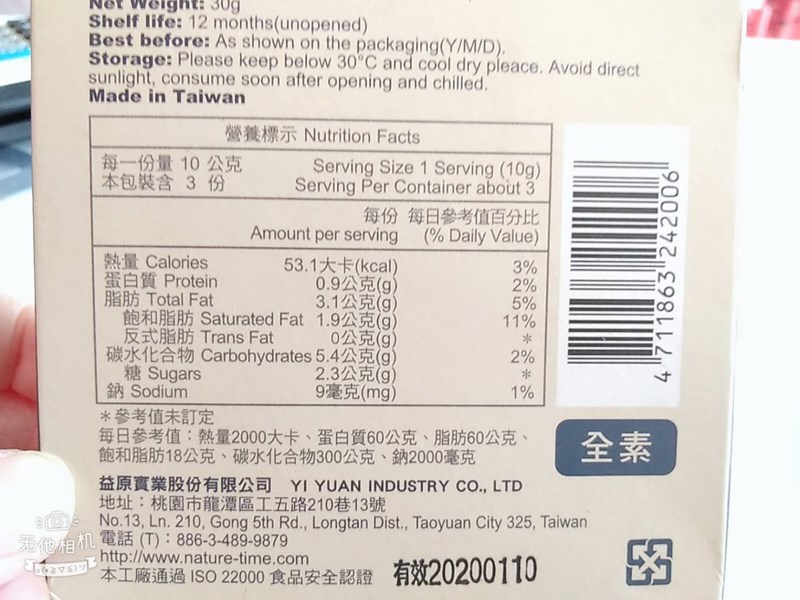 Net Weight: 30g
Shelf life: 12 months(unopened)
Best before: As shown on the packaging(Y/M/D).
Storage: Please keep below 30°C and cool dry pleace. Avoid direct
sunlight, consume soon after opening and chilled.
Made in Taiwan
營養標示 Nutrition Facts
每一份量 10 公克 Serving Size 1 Serving (10g)
本包裝含 3 份 Serving Per Container about 3
每份 每日參考值百分比
Amount per serving (% Daily Value)
熱量 Calories 53.1大卡(kcal) 3%
蛋白質 Protein 0.9公克(g) 2%
脂肪 Total Fat 3.1公克(g) 5%
飽和脂肪 Saturated Fat 1.9公克(g) 11%
反式脂肪 Trans Fat 0公克(g) *
碳水化合物 Carbohydrates 5.4公克(g) 2%
糖 Sugars 2.3公克(g) *
鈉 Sodium 9毫克(mg) 1%
*參考值未訂定
每日參考值：熱量2000大卡、蛋白質60公克、脂肪60公克、
飽和脂肪18公克、碳水化合物300公克、鈉2000毫克
4 711863 242006
全素
益原實業股份有限公司 YI YUAN INDUSTRY CO., LTD
地址：桃園市龍潭區工五路210巷13號
No.13, Ln. 210, Gong 5th Rd., Longtan Dist., Taoyuan City 325, Taiwan
電話 (T)：886-3-489-9879
http://www.nature-time.com
本工廠通過 ISO 22000 食品安全認證 有效20200110
无他相机